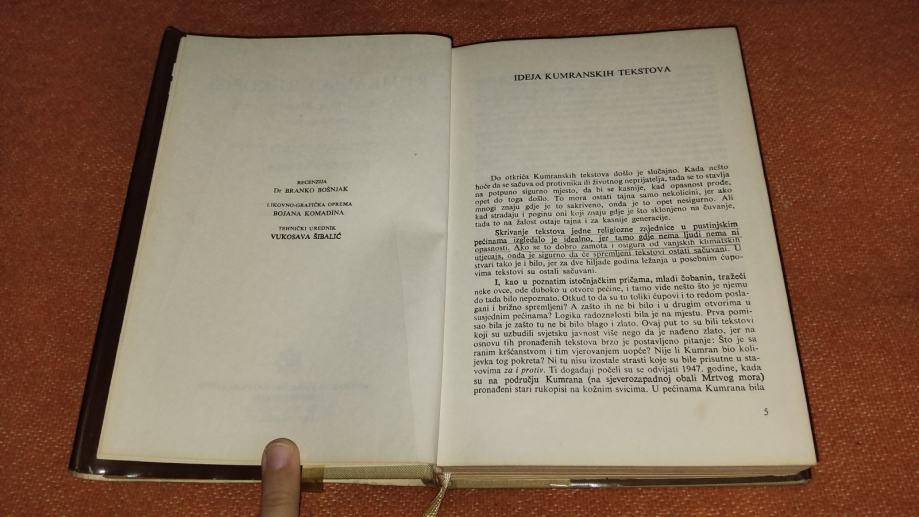 RECENZIJA
Dr BRANKO BOŠNJAK
LIKOVNO-GRAFIČKA OPREMA
BOJANA KOMADINA
TEHNIČKI UREDNIK
VUKOSAVA ŠIBALIĆ
IDEJA KUMRANSKIH TEKSTOVA
Do otkrića Kumranskih tekstova došlo je slučajno. Kada nešto
hoće da se sačuva od protivnika ili životnog neprijatelja, tada se to stavlja
na potpuno sigurno mjesto, da bi se kasnije, kad opasnost prođe,
opet do toga došlo. To mora ostati tajna samo nekolicini, jer ako
mnogi znaju gdje je to sakriveno, onda je to opet nesigurno. Ali
kad stradaju i poginu oni koji znaju gdje je što sklonjeno na čuvanje,
tada to na žalost ostaje tajna i za kasnije generacije.
Skrivanje tekstova jedne religiozne zajednice u pustinjskim
pećinama izgledalo je idealno, jer tamo gdje nema ljudi nema ni
opasnosti. Ako se to dobro zamota i osigura od vanjskih klimatskih
utjecaja, onda je sigurno da će spremljeni tekstovi ostati sačuvani. U
stvari tako je i bilo, jer za dvije hiljade godina ležanja u posebnim ćupo-
vima tekstovi su ostali sačuvani.
I, kao u poznatim istočnjačkim pričama, mladi čobanin, tražeći
neke ovce, ode duboko u otvore pećine, i tamo vide nešto što je njemu
do tada bilo nepoznato. Otkud to da su tu toliki ćupovi i to redom posla-
gani i brižno spremljeni? A zašto ih ne bi bilo i u drugim otvorima u
susjednim pećinama? Logika radoznalosti bila je na mjestu. Prva pomi-
sao bila je zašto tu ne bi bilo blago i zlato. Ovaj put to su bili tekstovi
koji su uzbudili svjetsku javnost više nego da je nađeno zlato, jer na
osnovu tih pronađenih tekstova brzo je postavljeno pitanje: Što je sa
ranim kršćanstvom i tim vjerovanjem uopće? Nije li Kumran bio koli-
jevka tog pokreta? Ni tu nisu izostale strasti koje su bile prisutne u sta-
vovima za i protiv. Ti događaji počeli su se odvijati 1947. godine, kada
su na području Kumrana (na sjeverozapadnoj obali Mrtvog mora)
pronađeni stari rukopisi na kožnim svicima. U pećinama Kumrana bila
5